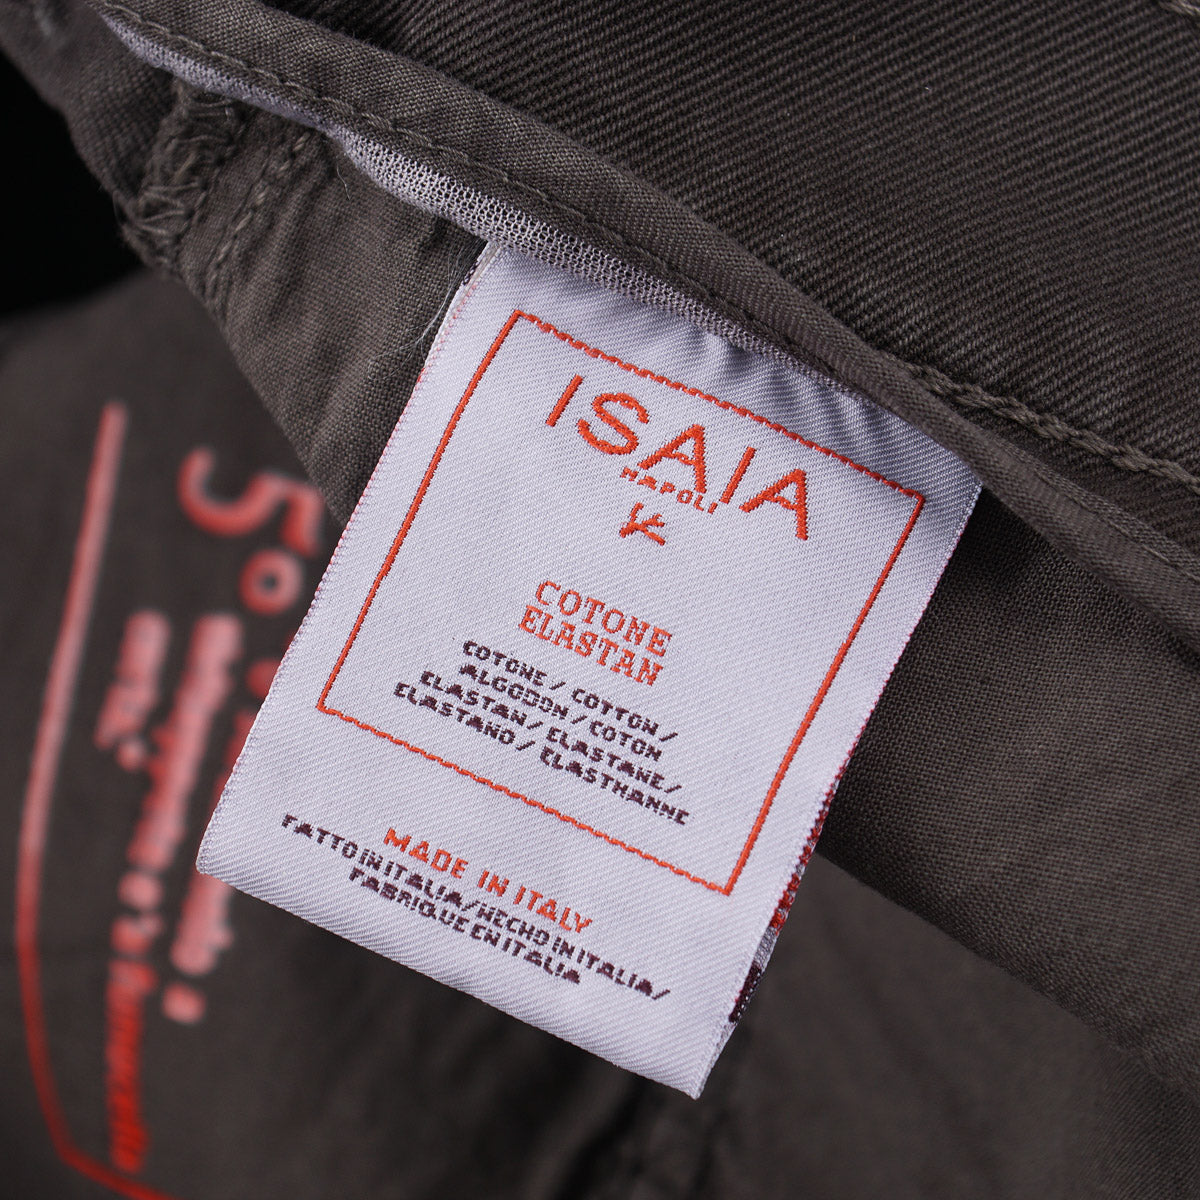 ISAIA
NAPOLI
COTONE
ELASTAN
COTONE / COTTON /
ALGODON / COTON
ELASTAN / ELASTANE /
ELASTANO / ELASTHANNE
MADE IN ITALY
FATTO IN ITALIA/HECHO IN ITALIA/
FABRIQUE EN ITALIA